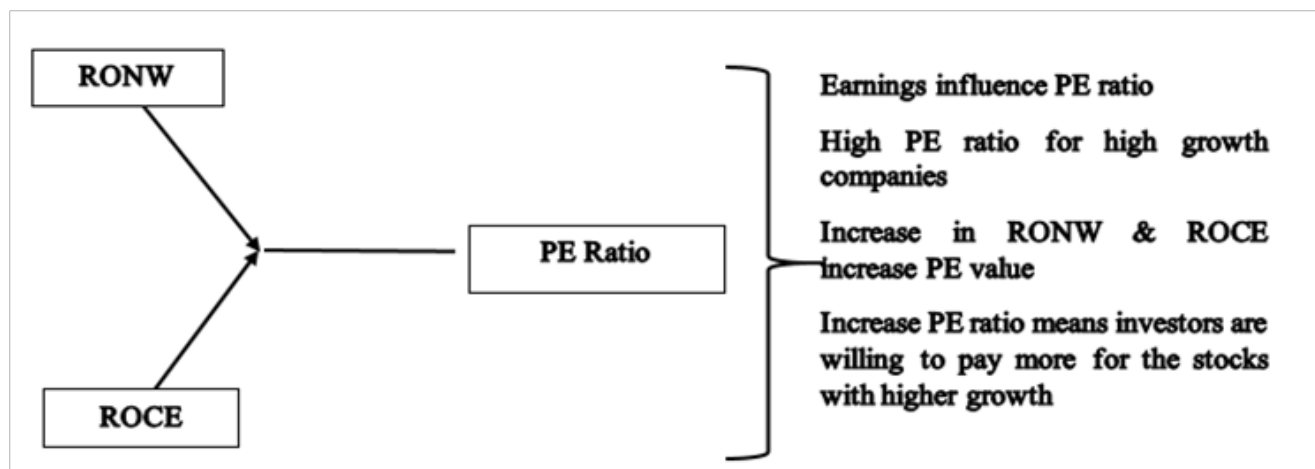 RONW
ROCE
PE Ratio
Earnings influence PE ratio
High PE ratio for high growth
companies
Increase in RONW & ROCE
increase PE value
Increase PE ratio means investors are
willing to pay more for the stocks
with higher growth